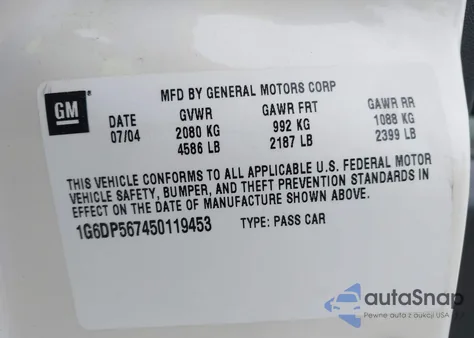 GM
MFD BY GENERAL MOTORS CORP
DATE GVWR GAWR FRT GAWR RR
07/04 2080 KG 992 KG 1088 KG
4586 LB 2187 LB 2399 LB
THIS VEHICLE CONFORMS TO ALL APPLICABLE U.S. FEDERAL MOTOR
VEHICLE SAFETY, BUMPER, AND THEFT PREVENTION STANDARDS IN
EFFECT ON THE DATE OF MANUFACTURE SHOWN ABOVE.
1G6DP567450119453 TYPE: PASS CAR
autoSnap
Pewne auta z aukcji USA